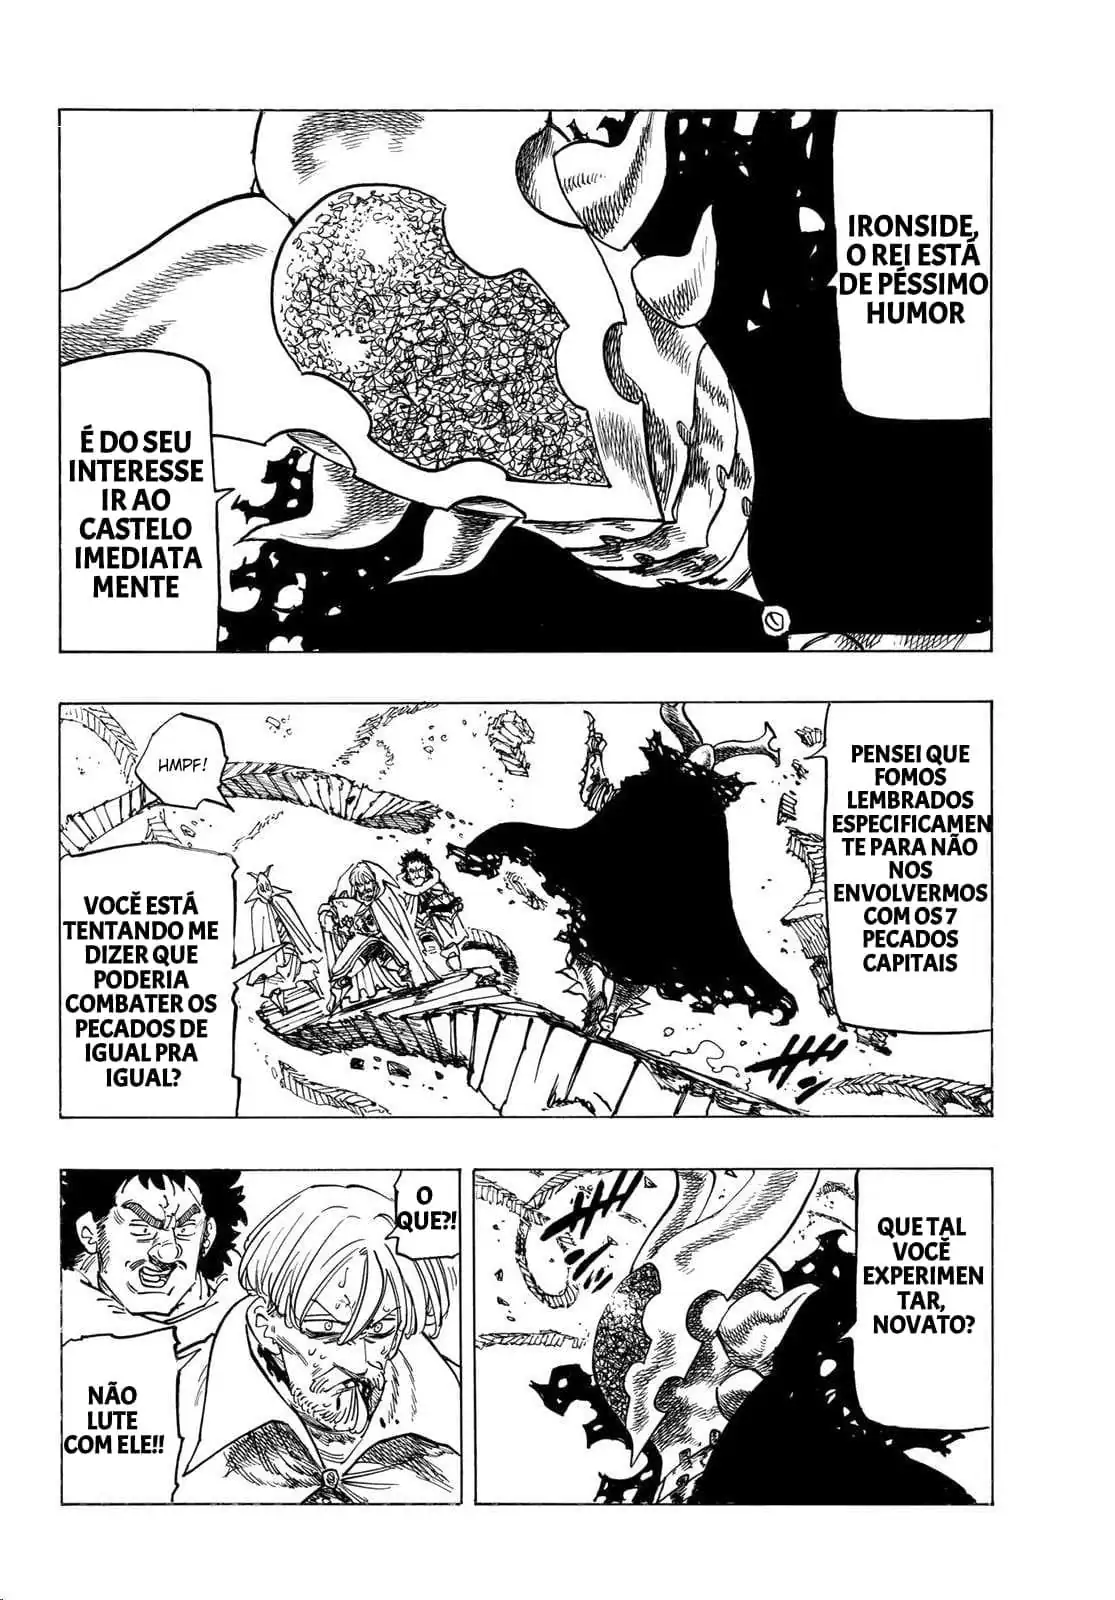 IRONSIDE,
O REI ESTÁ
DE PÉSSIMO
HUMOR
É DO SEU
INTERESSE
IR AO
CASTELO
IMEDIATA
MENTE
PENSEI QUE
FOMOS
LEMBRADOS
ESPECIFICAMEN
TE PARA NÃO
NOS
ENVOLVERMOS
COM OS 7
PECADOS
CAPITAIS
HMPF!
VOCÊ ESTÁ
TENTANDO ME
DIZER QUE
PODERIA
COMBATER OS
PECADOS DE
IGUAL PRA
IGUAL?
QUE TAL
VOCÊ
EXPERIMEN
TAR,
NOVATO?
O
QUE?!
NÃO
LUTE
COM ELE!!